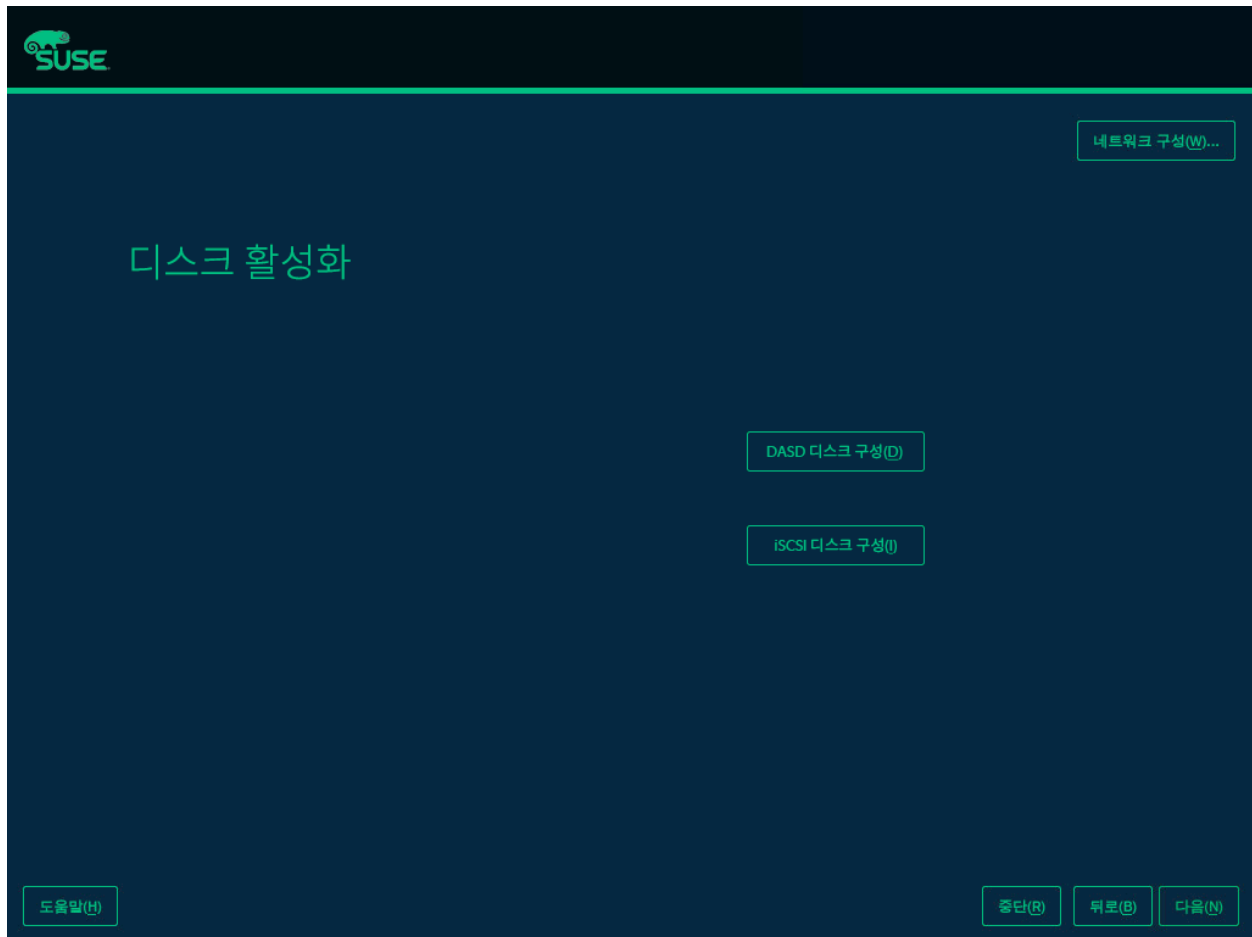 SUSE
네트워크 구성(W)...
디스크 활성화
DASD 디스크 구성(D)
iSCSI 디스크 구성(I)
도움말(H)
중단(R)
뒤로(B)
다음(N)